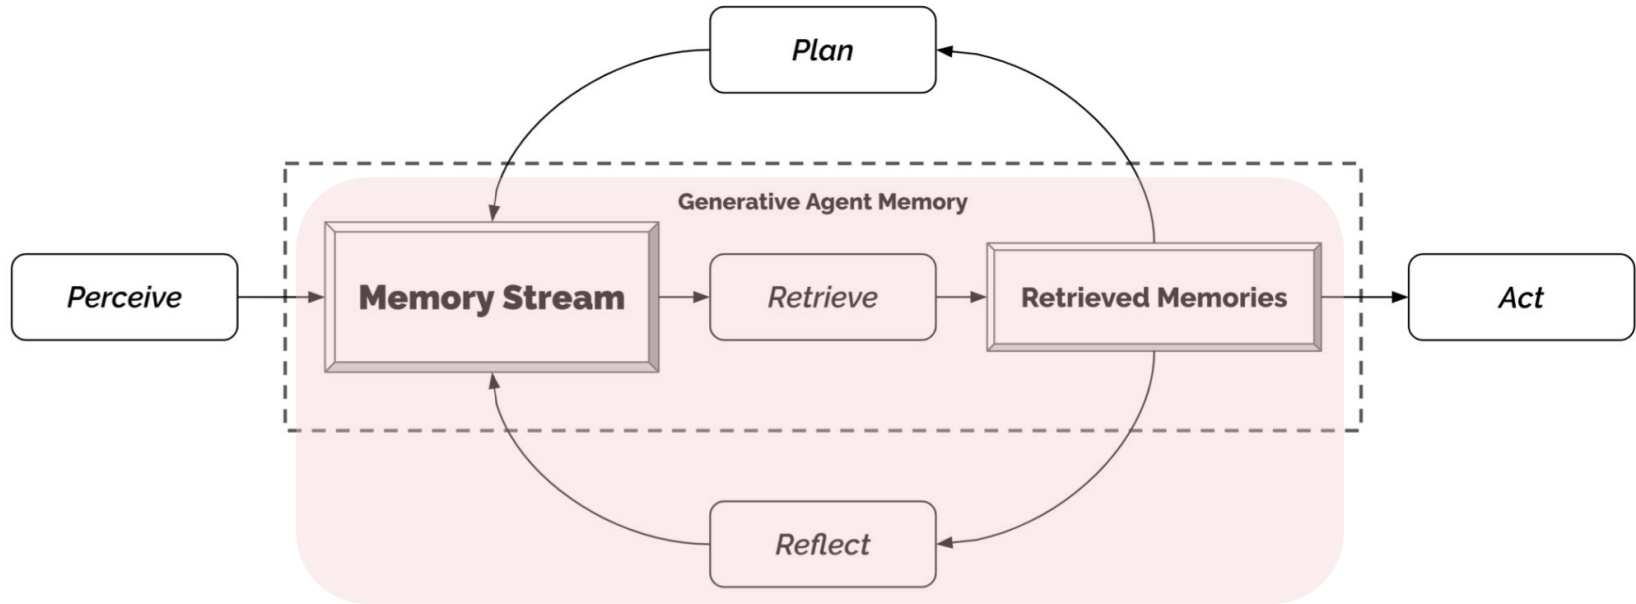 Plan
Generative Agent Memory
Perceive
Memory Stream
Retrieve
Retrieved Memories
Act
Reflect